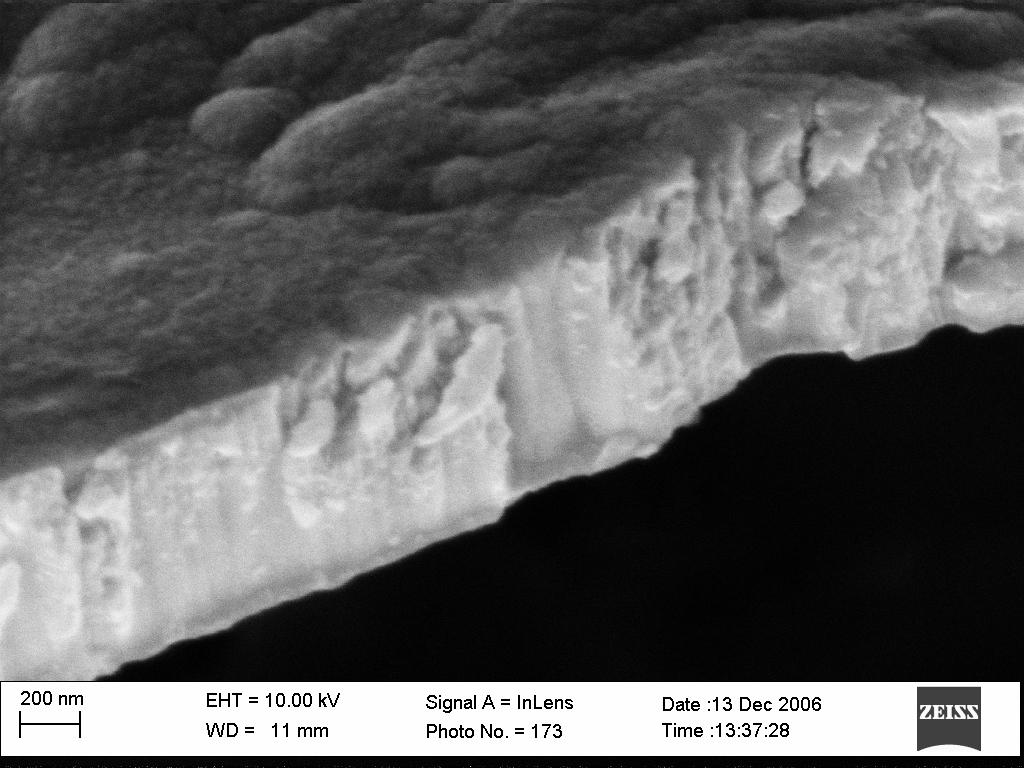 200 nm
EHT = 10.00 kV
WD = 11 mm
Signal A = InLens
Photo No. = 173
Date :13 Dec 2006
Time :13:37:28
ZEISS